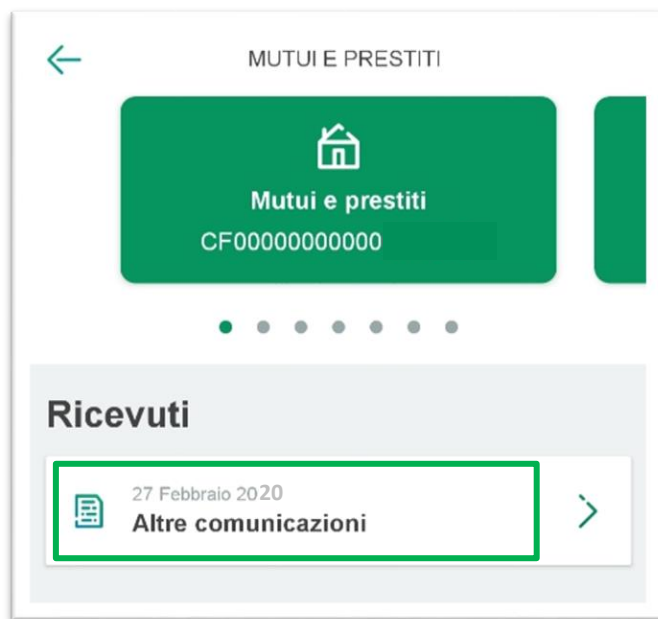 MUTUI E PRESTITI
Mutui e prestiti
CF00000000000
Ricevuti
27 Febbraio 2020
Altre comunicazioni